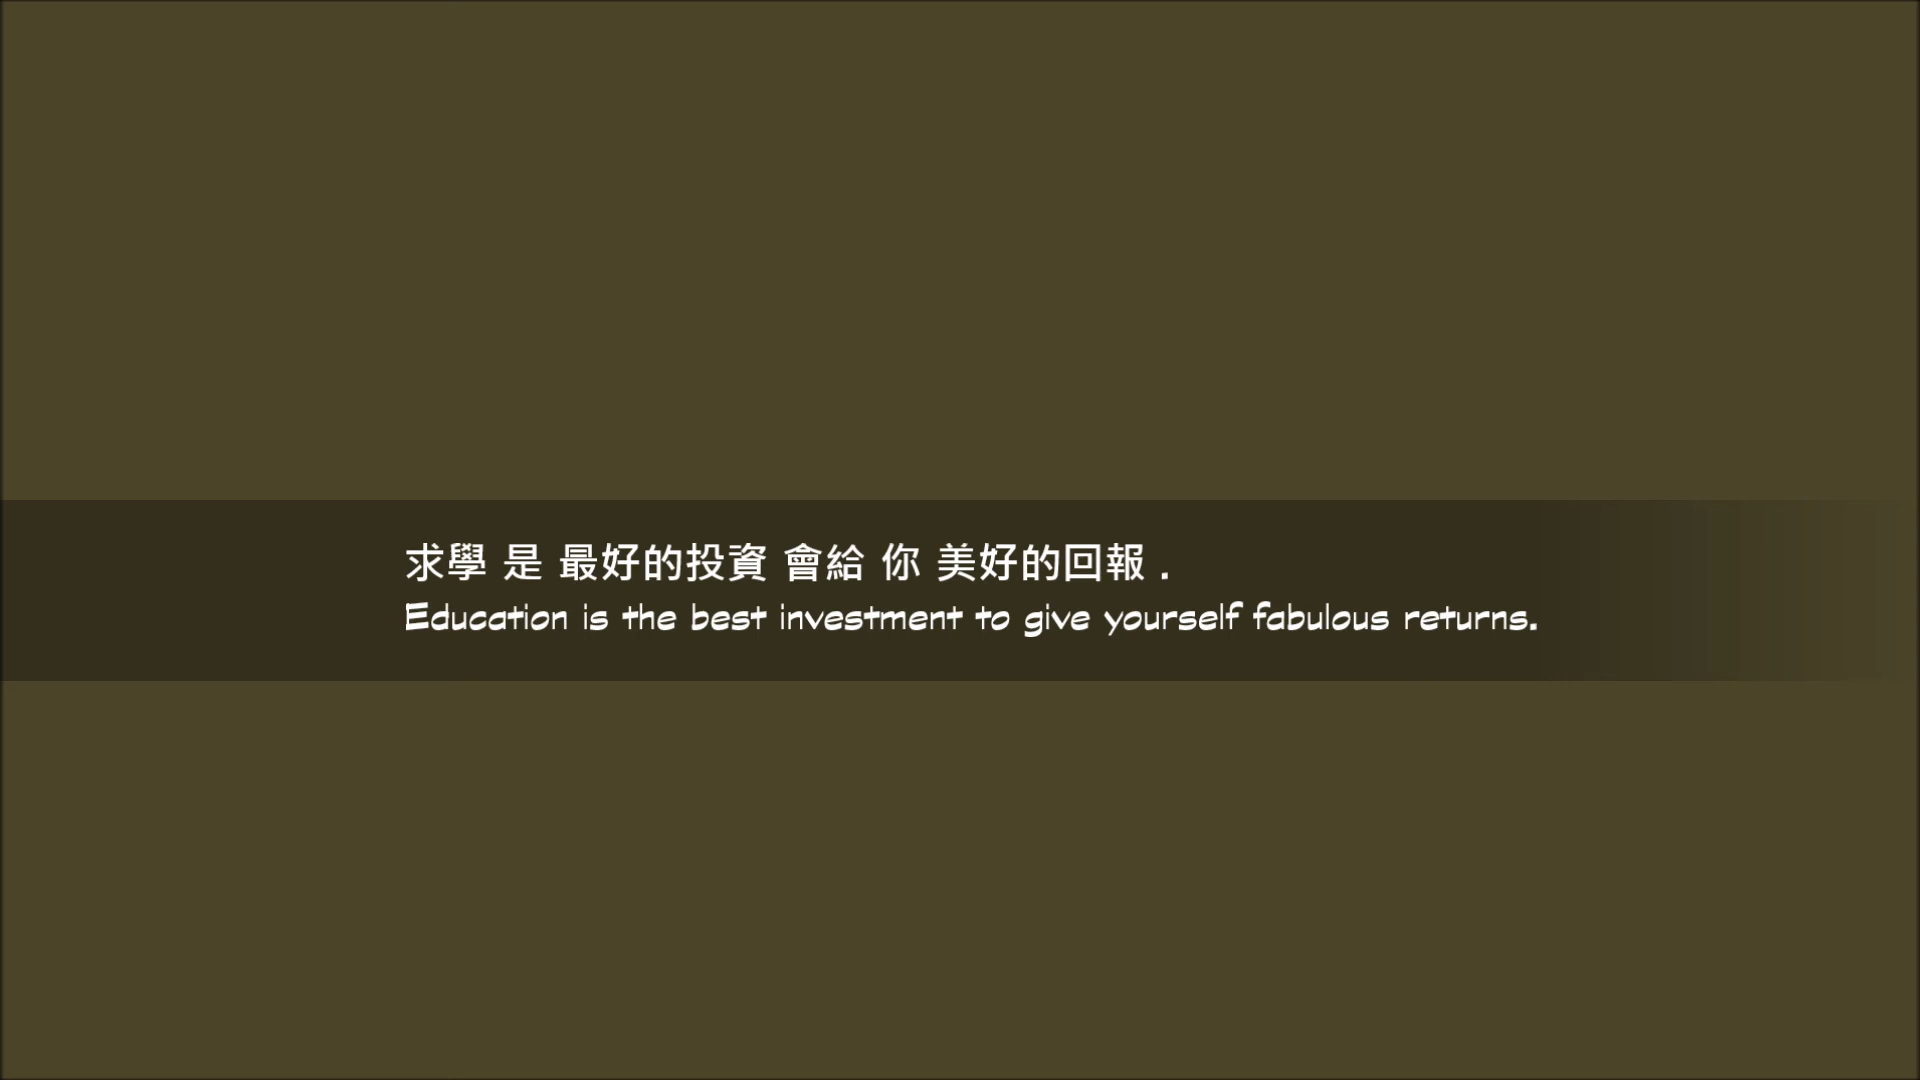 求學 是 最好的投資 會給 你 美好的回報 .
Education is the best investment to give yourself fabulous returns.